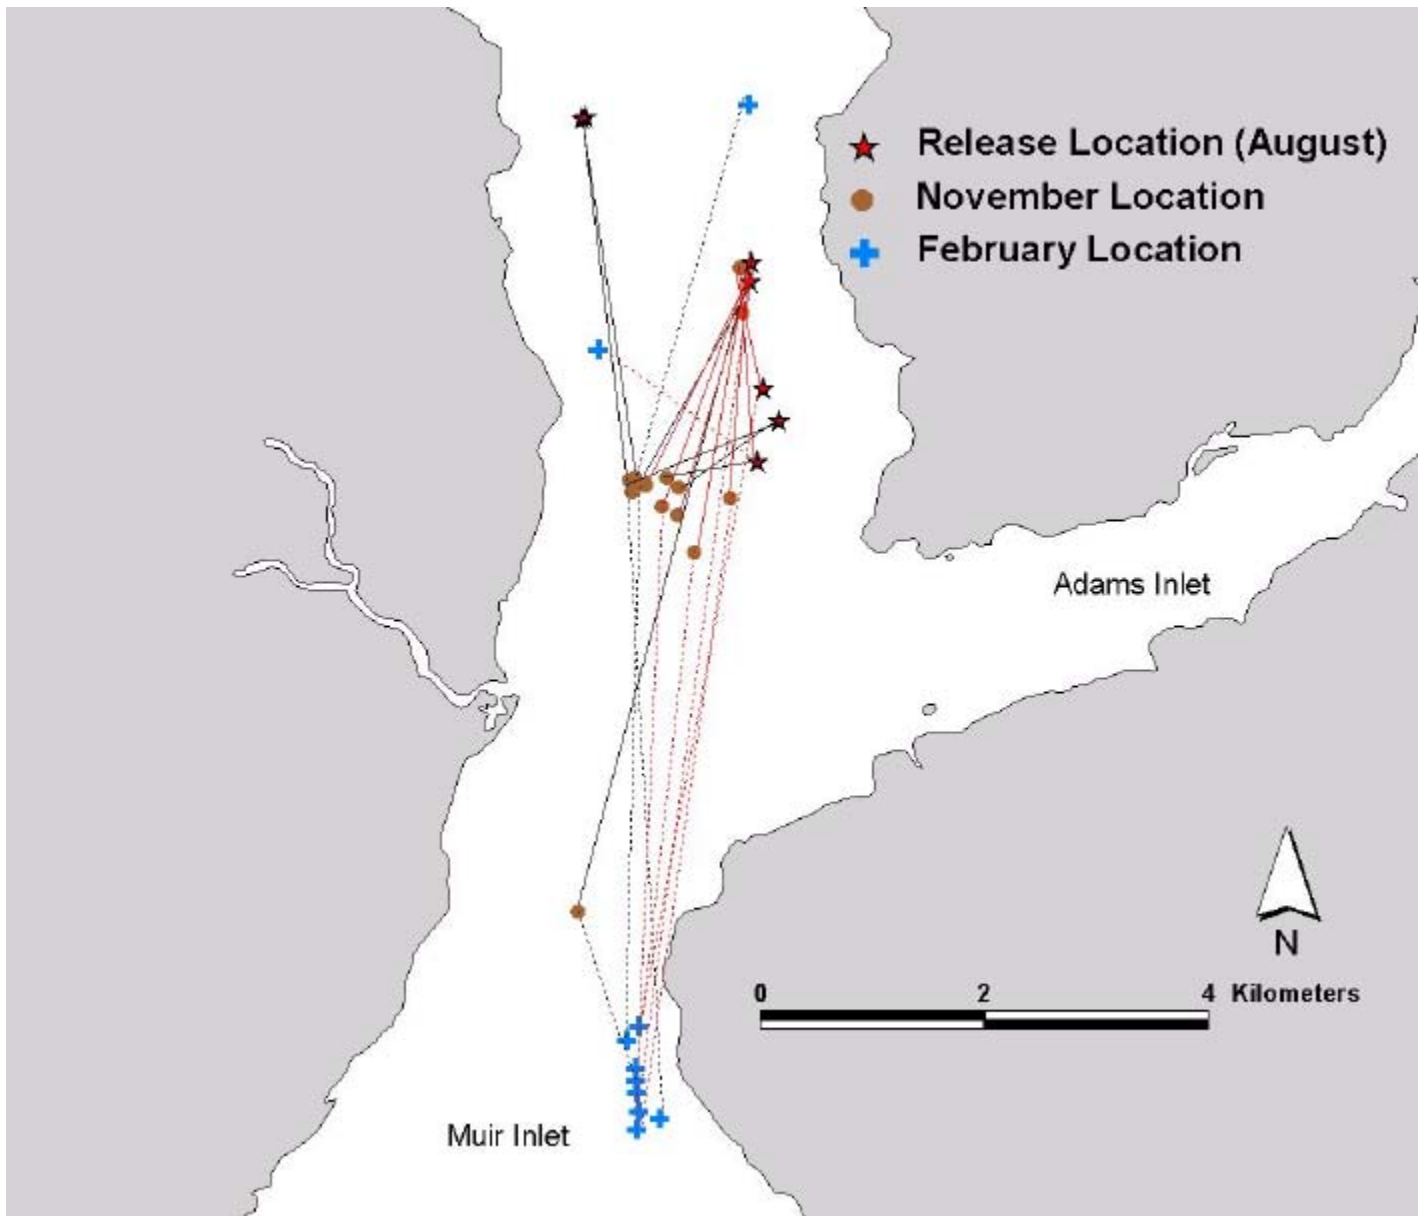 Release Location (August)
November Location
February Location
Adams Inlet
N
0 2 4 Kilometers
Muir Inlet